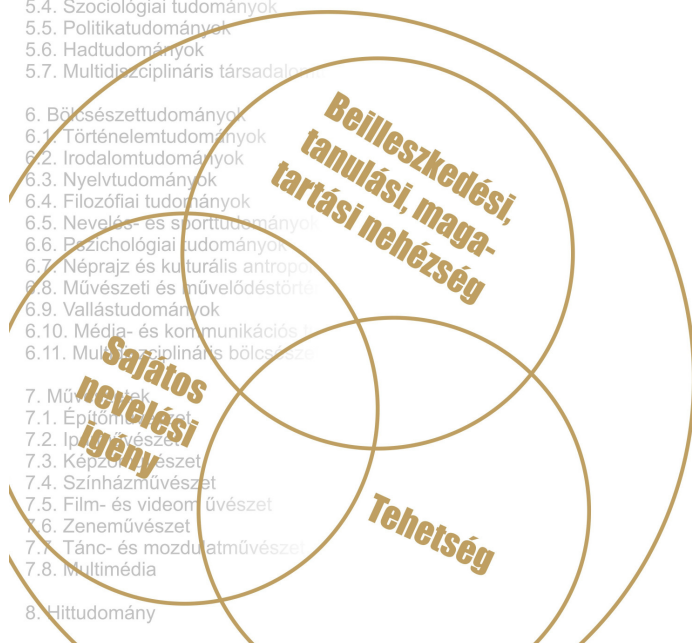 5.4. Szociológiai tudományok
5.5. Politikatudományok
5.6. Hadtudományok
5.7. Multidiszciplináris
6. Bölcsészettudományok
6.1. Történelemtudományok
6.2. Irodalomtudományok
6.3. Nyelvtudományok
6.4. Filozófiai tudományok
6.5. Nevelés- és sporttudományok
6.6. Pszichológiai tudományok
6.7. Néprajz és kulturális
6.8. Művészeti és
6.9. Vallástudományok
6.10. Média- és kommunikációs
6.11. Multidiszciplináris
7. Művészetek
7.1. Építőművészet
7.2. Iparművészet
7.3. Képzőművészet
7.4. Színházművészet
7.5. Film- és videom űvészet
7.6. Zeneművészet
7.7. Tánc- és mozdulatművészet
7.8. Multimédia
8. Hittudomány
Beilleszkedési,
tanulási, maga-
tartási nehézség
Sajátos
nevelési
igény
Tehetség